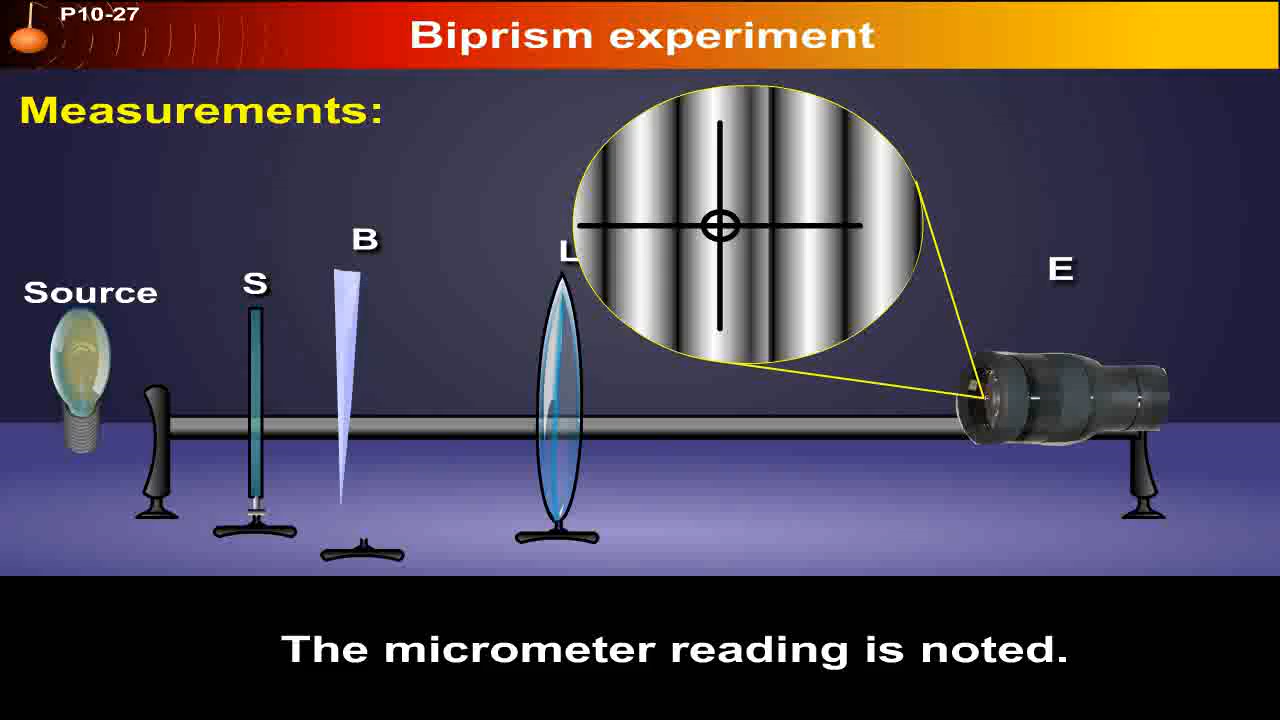 P10-27
Biprism experiment
Measurements:
B
L
E
S
Source
The micrometer reading is noted.